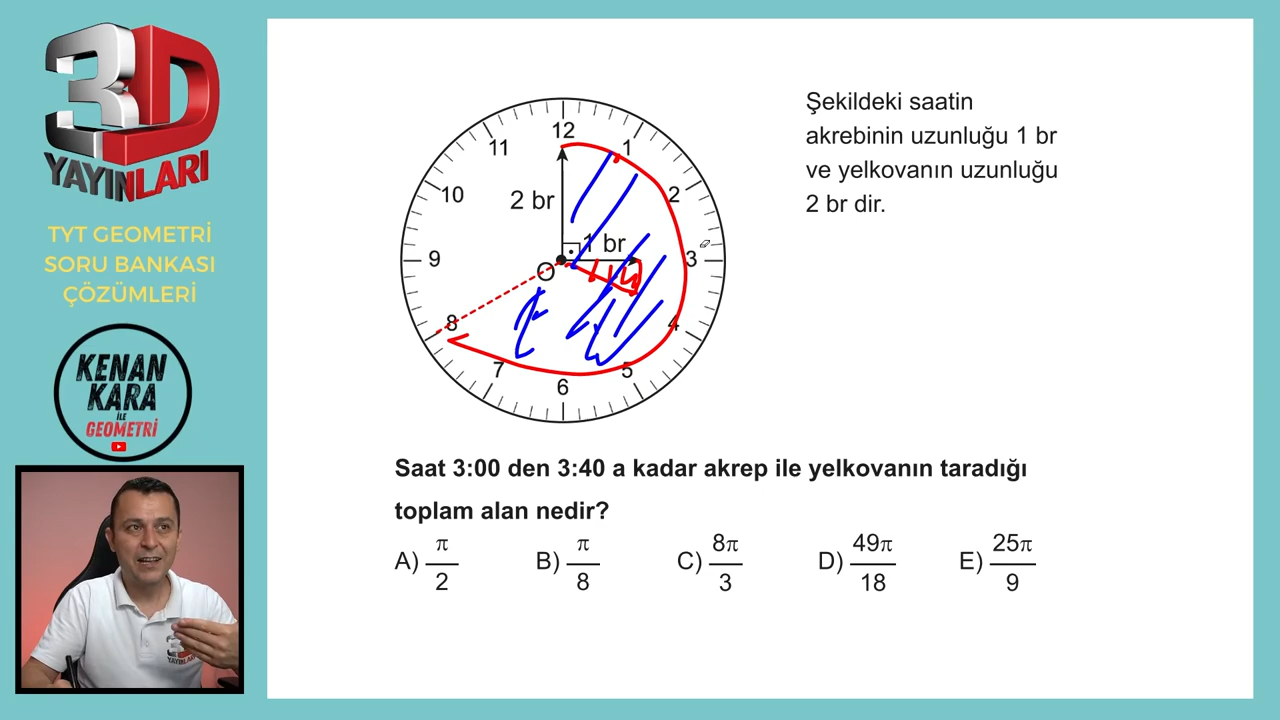 3D
YAYINLARI
TYT GEOMETRİ
SORU BANKASI
ÇÖZÜMLERİ
KENAN
KARA
İLE
GEOMETRİ
3D
YAYINLARI
12
1
2
3
4
5
6
7
8
9
10
11
2 br
1 br
O
Şekildeki saatin
akrebinin uzunluğu 1 br
ve yelkovanın uzunluğu
2 br dir.
Saat 3:00 den 3:40 a kadar akrep ile yelkovanın taradığı
toplam alan nedir?
A) π/2 B) π/8 C) 8π/3 D) 49π/18 E) 25π/9